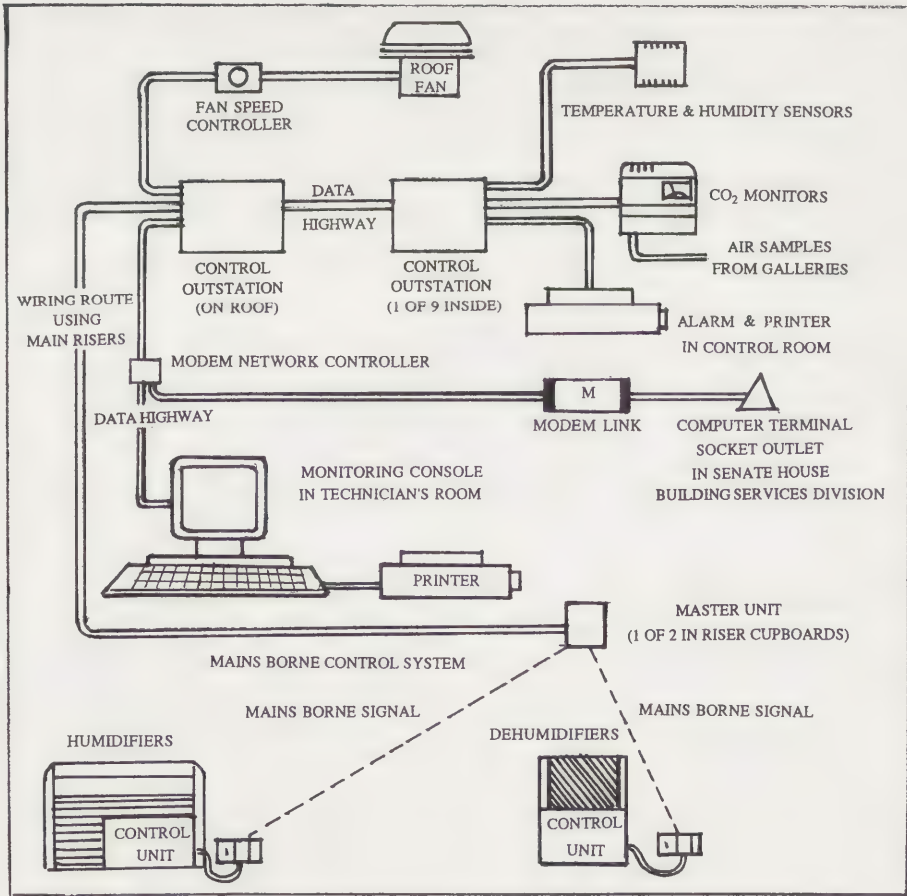 ROOF
FAN
FAN SPEED
CONTROLLER
TEMPERATURE & HUMIDITY SENSORS
DATA
HIGHWAY
CO₂ MONITORS
AIR SAMPLES
FROM GALLERIES
CONTROL
OUTSTATION
(ON ROOF)
CONTROL
OUTSTATION
(1 OF 9 INSIDE)
WIRING ROUTE
USING
MAIN RISERS
ALARM & PRINTER
IN CONTROL ROOM
MODEM NETWORK CONTROLLER
M
MODEM LINK
DATA HIGHWAY
COMPUTER TERMINAL
SOCKET OUTLET
IN SENATE HOUSE
BUILDING SERVICES DIVISION
MONITORING CONSOLE
IN TECHNICIAN'S ROOM
PRINTER
MASTER UNIT
(1 OF 2 IN RISER CUPBOARDS)
MAINS BORNE CONTROL SYSTEM
MAINS BORNE SIGNAL
MAINS BORNE SIGNAL
HUMIDIFIERS
DEHUMIDIFIERS
CONTROL
UNIT
CONTROL
UNIT